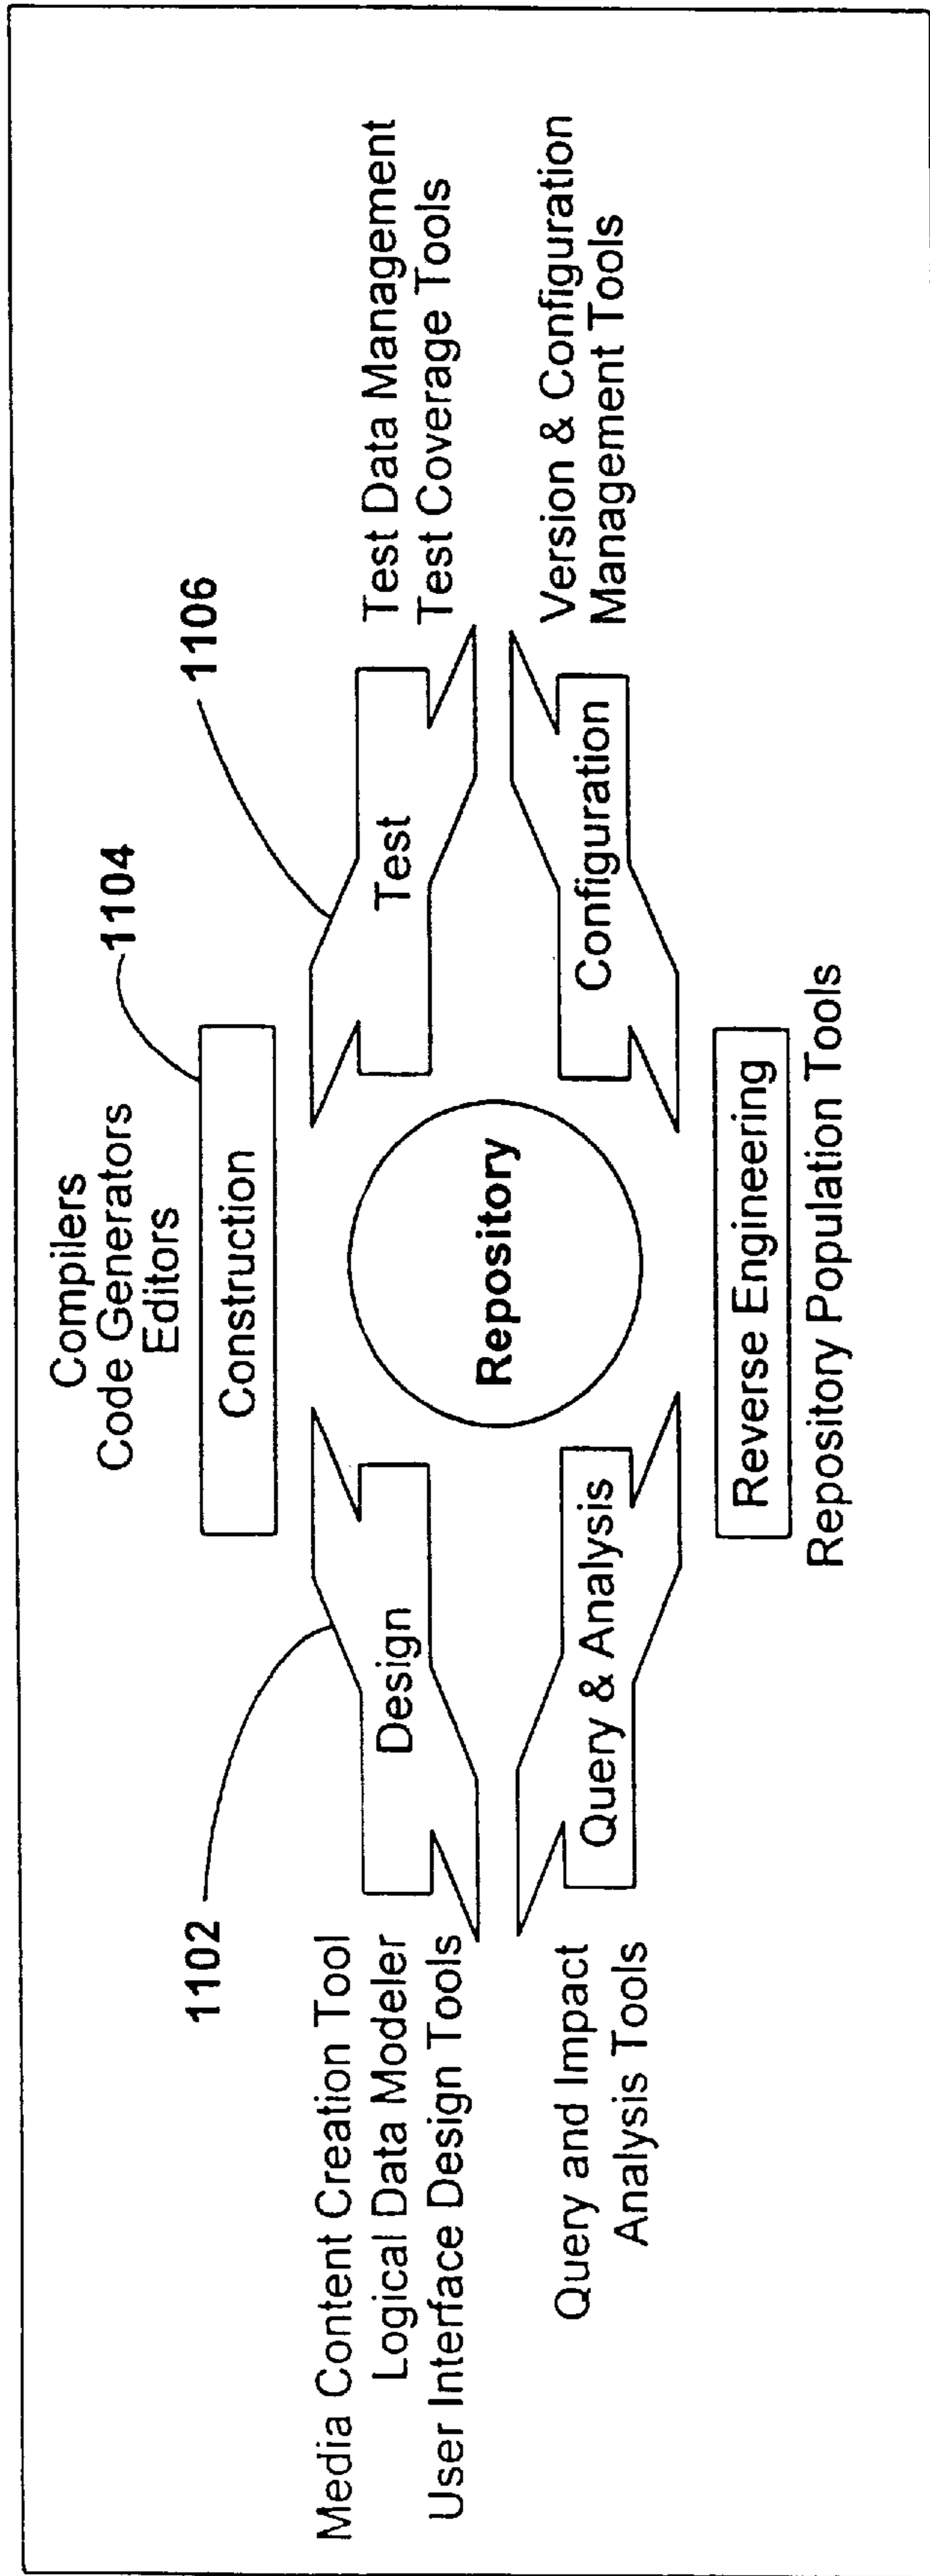 Compilers
Code Generators
Editors
1104
Construction
1102
1106
Media Content Creation Tool
Logical Data Modeler
User Interface Design Tools
Design
Test
Test Data Management
Test Coverage Tools
Repository
Query and Impact
Analysis Tools
Query & Analysis
Configuration
Version & Configuration
Management Tools
Reverse Engineering
Repository Population Tools